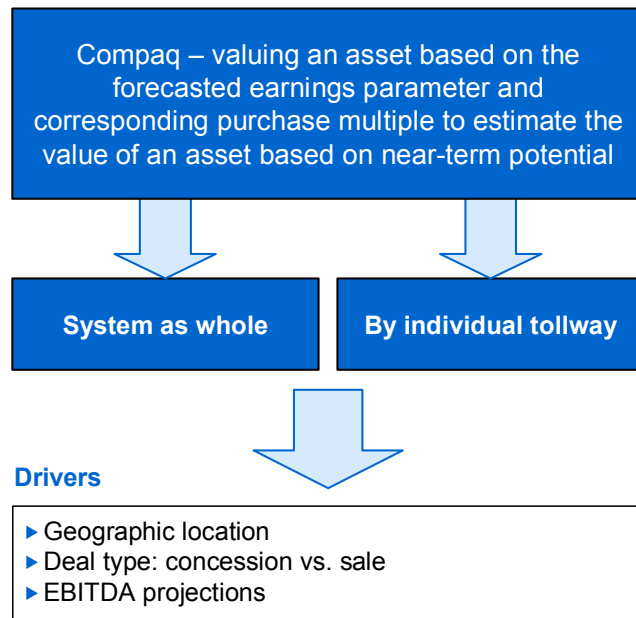 Compaq – valuing an asset based on the
forecasted earnings parameter and
corresponding purchase multiple to estimate the
value of an asset based on near-term potential
System as whole
By individual tollway
Drivers
▶ Geographic location
▶ Deal type: concession vs. sale
▶ EBITDA projections